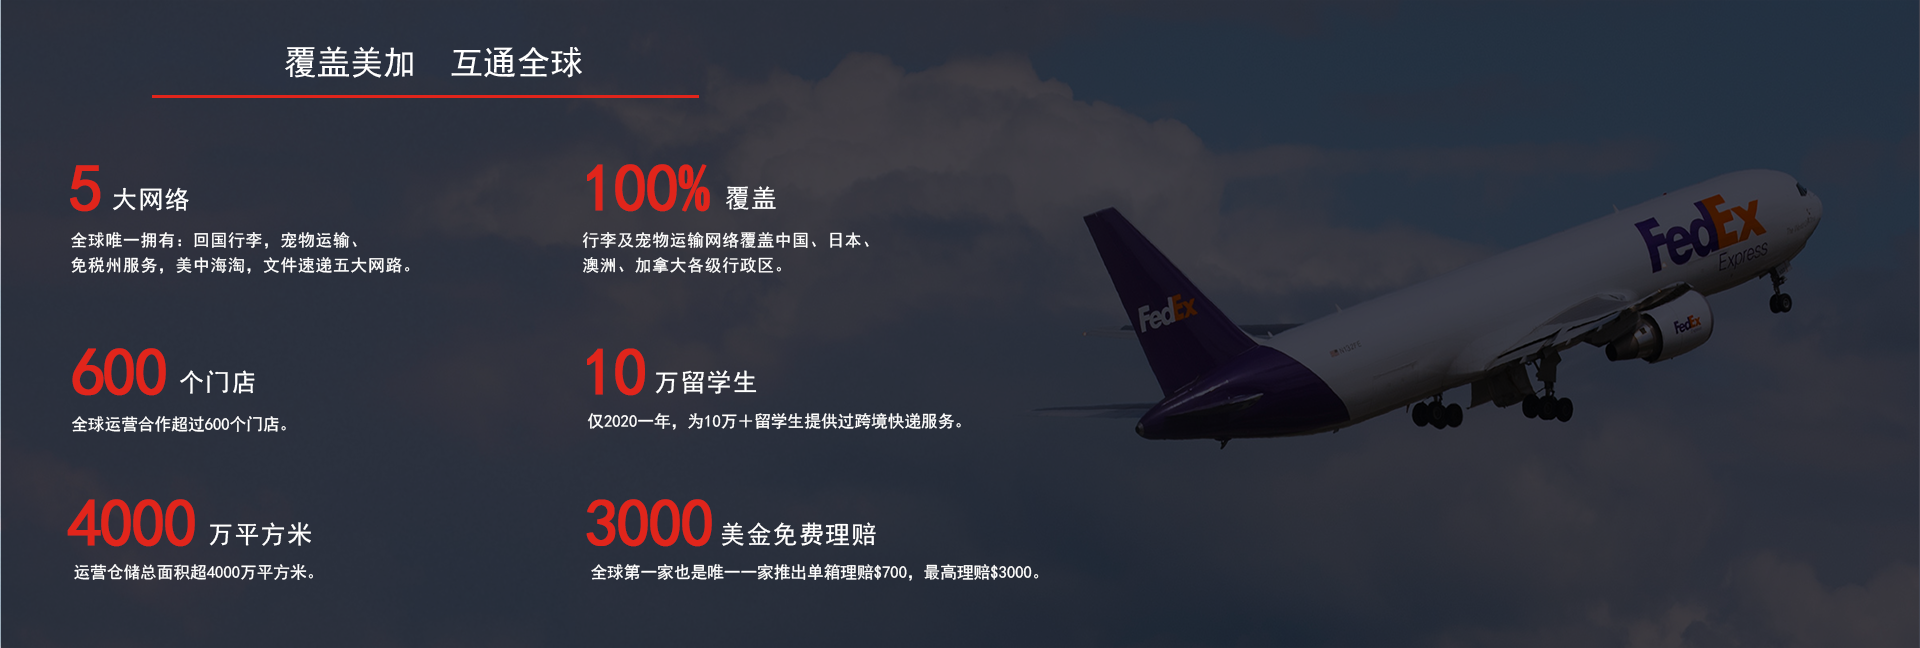 覆盖美加 互通全球
5 大网络
全球唯一拥有：回国行李，宠物运输、
免税州服务，美中海淘，文件速递五大网路。
100% 覆盖
行李及宠物运输网络覆盖中国、日本、
澳洲、加拿大各级行政区。
600 个门店
全球运营合作超过600个门店。
10 万留学生
仅2020一年，为10万+留学生提供过跨境快递服务。
4000 万平方米
运营仓储总面积超4000万平方米。
3000 美金免费理赔
全球第一家也是唯一一家推出单箱理赔$700，最高理赔$3000。
FedEx
Express
FedEx
FedEx